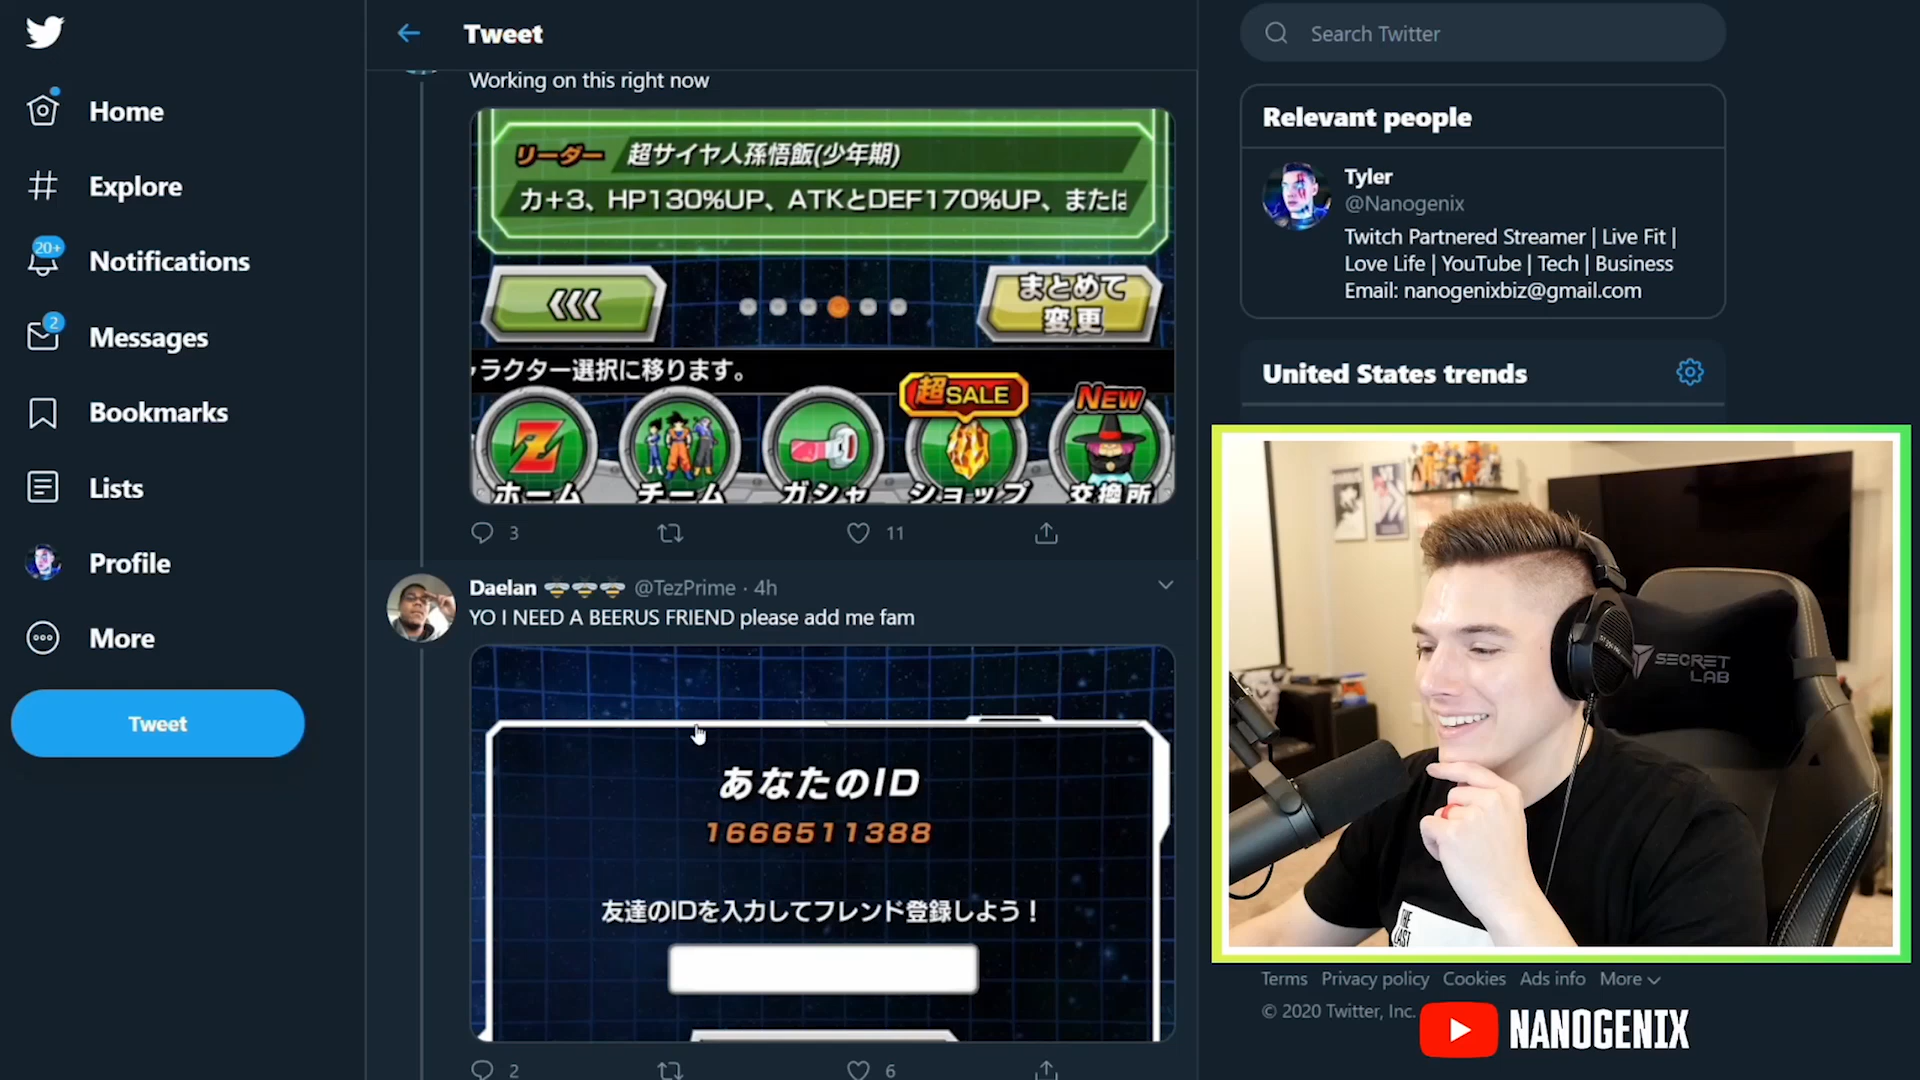 Home
Explore
20+
Notifications
2
Messages
Bookmarks
Lists
Profile
More
Tweet
Tweet
Working on this right now
リーダー 超サイヤ人孫悟飯(少年期)
カ+3、HP130%UP、ATKとDEF170%UP、または
まとめて
変更
ラクター選択に移ります。
超SALE
NEW
ホーム チーム ガシャ ショップ 交換所
3 11
Daelan @TezPrime · 4h
YO I NEED A BEERUS FRIEND please add me fam
あなたのID
1666511388
友達のIDを入力してフレンド登録しよう！
2 6
Search Twitter
Relevant people
Tyler
@Nanogenix
Twitch Partnered Streamer | Live Fit |
Love Life | YouTube | Tech | Business
Email: nanogenixbiz@gmail.com
United States trends
SECRET
LAB
THE
LAST
Terms Privacy policy Cookies Ads info More
© 2020 Twitter, Inc.
NANOGENIX